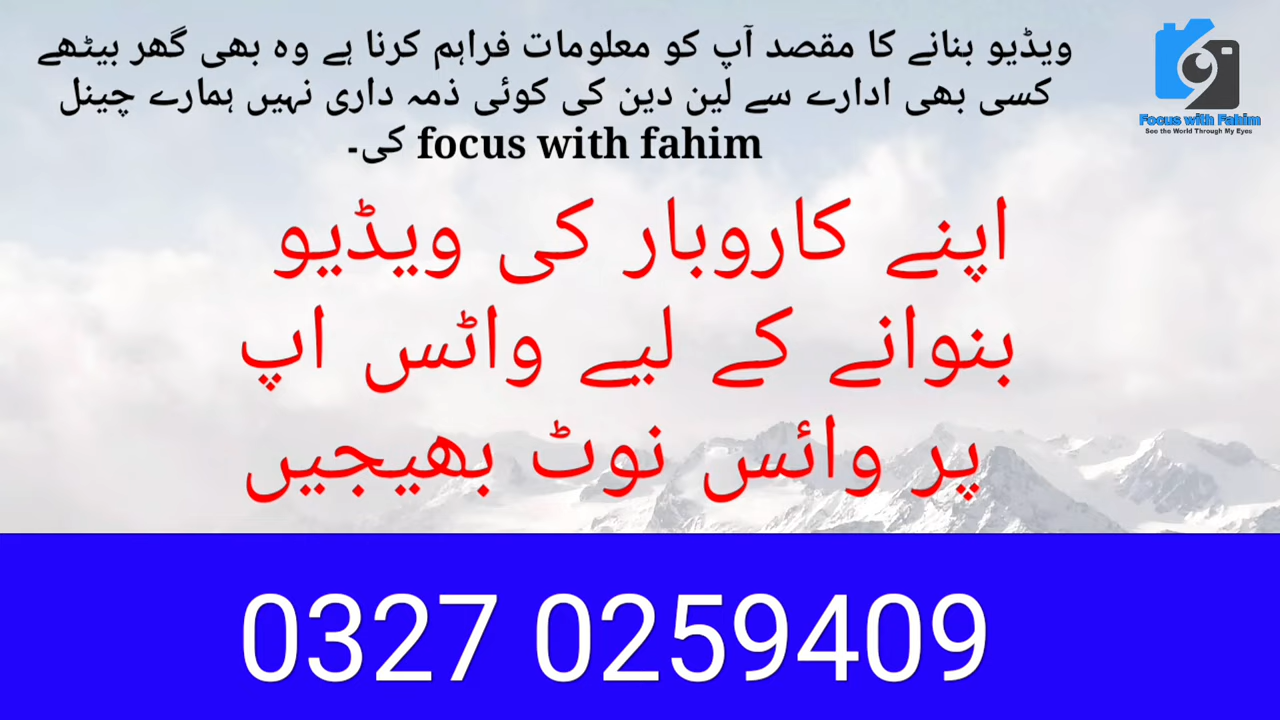 ویڈیو بنانے کا مقصد آپ کو معلومات فراہم کرنا ہے وہ بھی گھر بیٹھے
کسی بھی ادارے سے لین دین کی کوئی ذمہ داری نہیں ہمارے چینل
focus with fahim کی۔
Focus with Fahim
See the World Through My Eyes
اپنے کاروبار کی ویڈیو
بنوانے کے لیے واٹس اپ
پر وائس نوٹ بھیجیں
0327 0259409